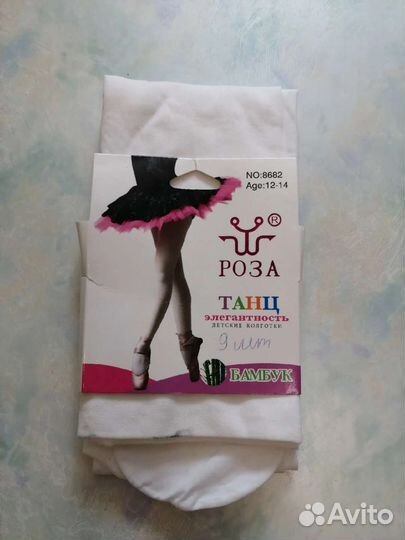 NO:8682
Age:12-14
®
РОЗА
ТАНЦ
элегантность
ДЕТСКИЕ КОЛГОТКИ
9 шт
БАМБУК
Avito